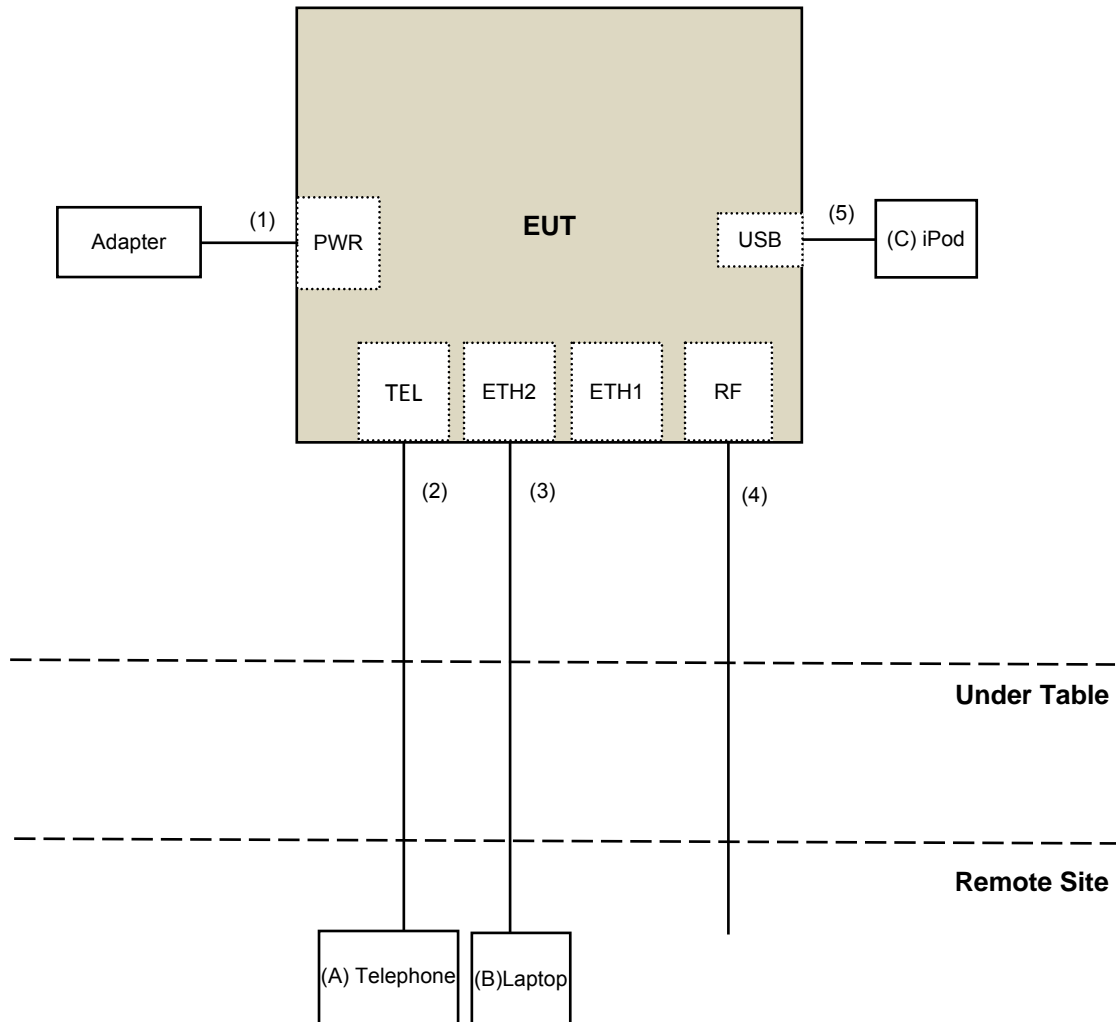 EUT
(1)
(5)
Adapter
PWR
USB
(C) iPod
TEL
ETH2
ETH1
RF
(2)
(3)
(4)
Under Table
Remote Site
(A) Telephone
(B)Laptop